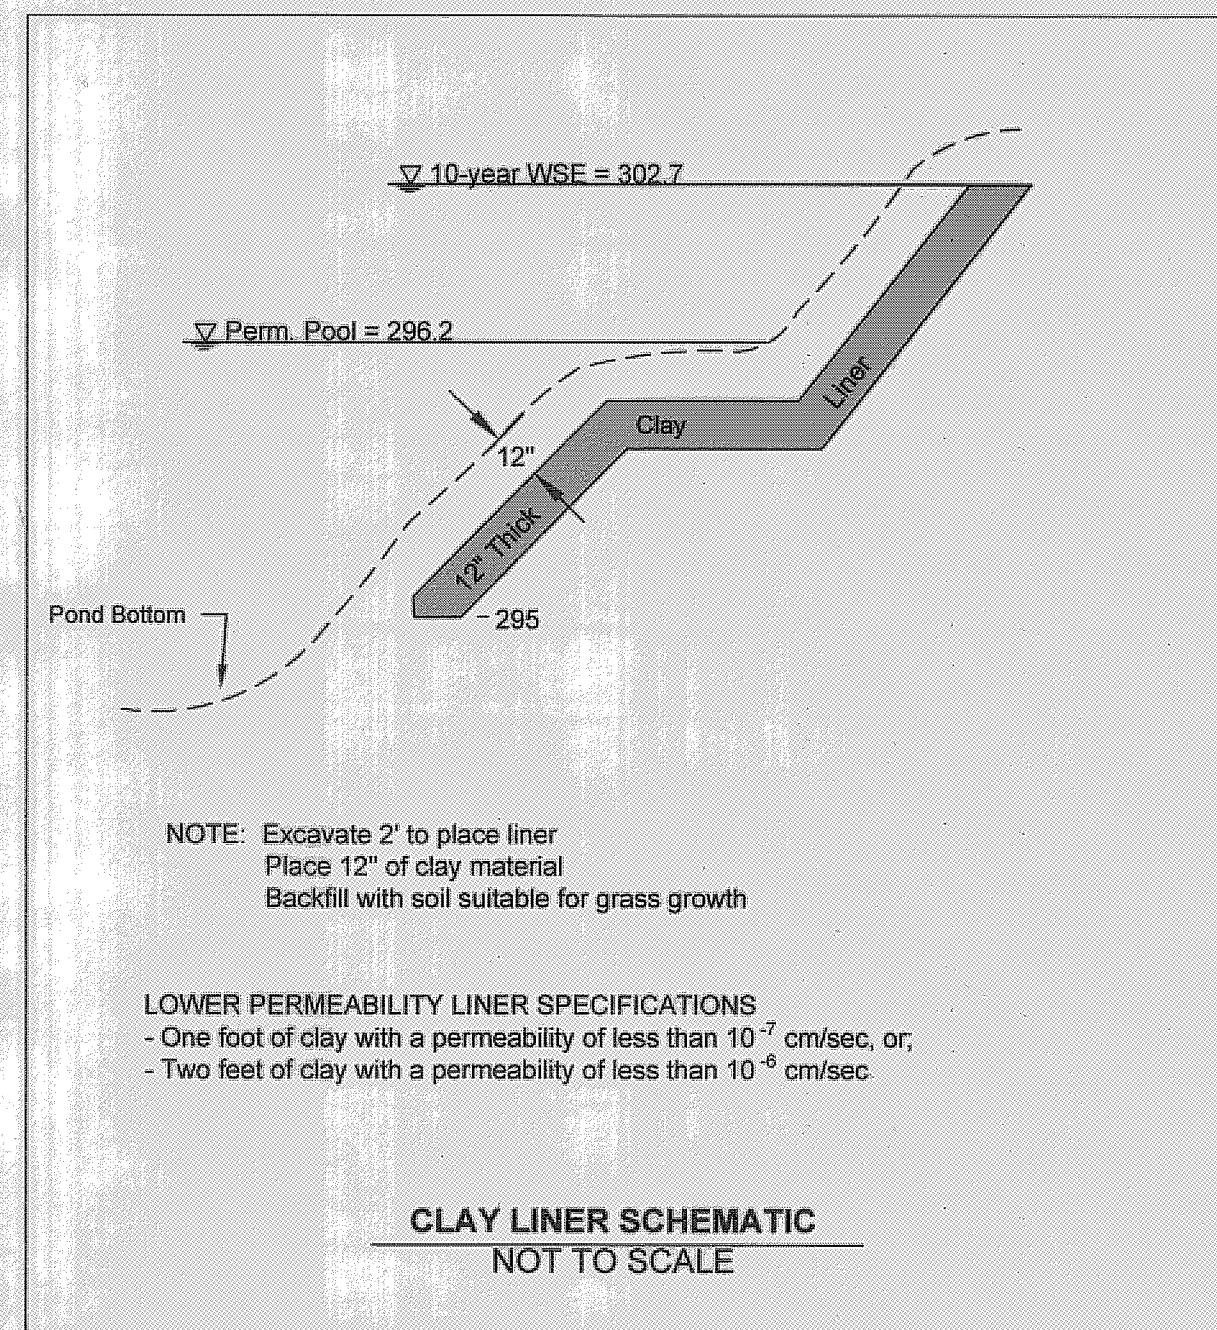 10-year WSE = 302.7
Perm. Pool = 296.2
Liner
Clay
12"
12" Thick
Pond Bottom
295
NOTE: Excavate 2' to place liner
Place 12" of clay material
Backfill with soil suitable for grass growth
LOWER PERMEABILITY LINER SPECIFICATIONS
- One foot of clay with a permeability of less than 10⁻⁷ cm/sec, or;
- Two feet of clay with a permeability of less than 10⁻⁶ cm/sec.
CLAY LINER SCHEMATIC
NOT TO SCALE